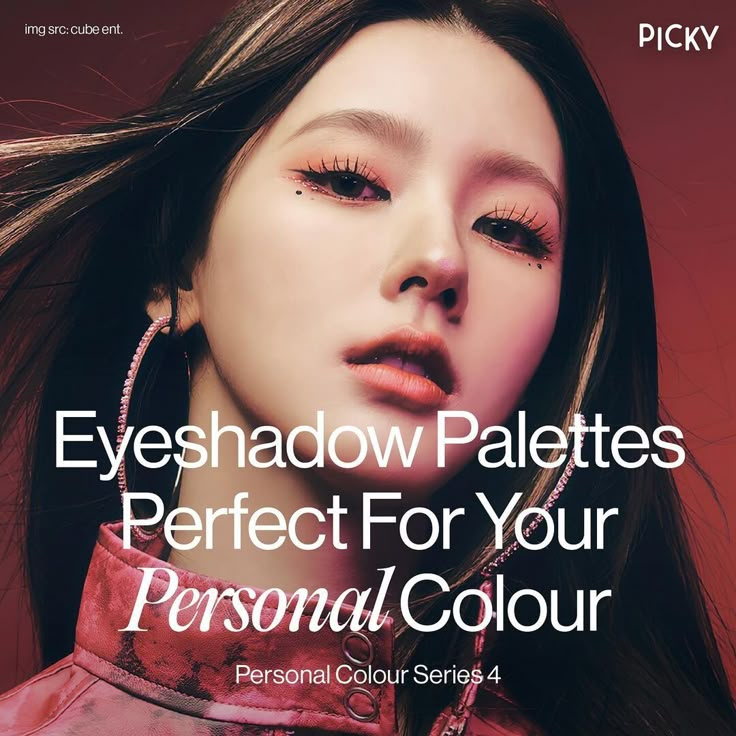 img src: cube ent.
PICKY
Eyeshadow Palettes
Perfect For Your
Personal Colour
Personal Colour Series 4